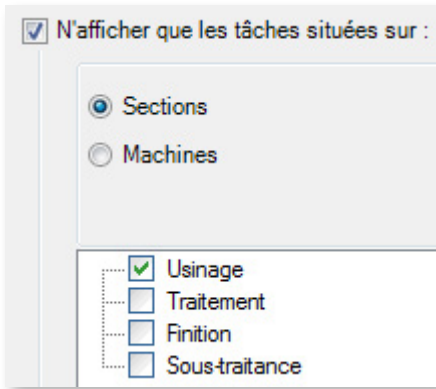 N'afficher que les tâches situées sur :
Sections
Machines
Usinage
Traitement
Finition
Sous-traitance